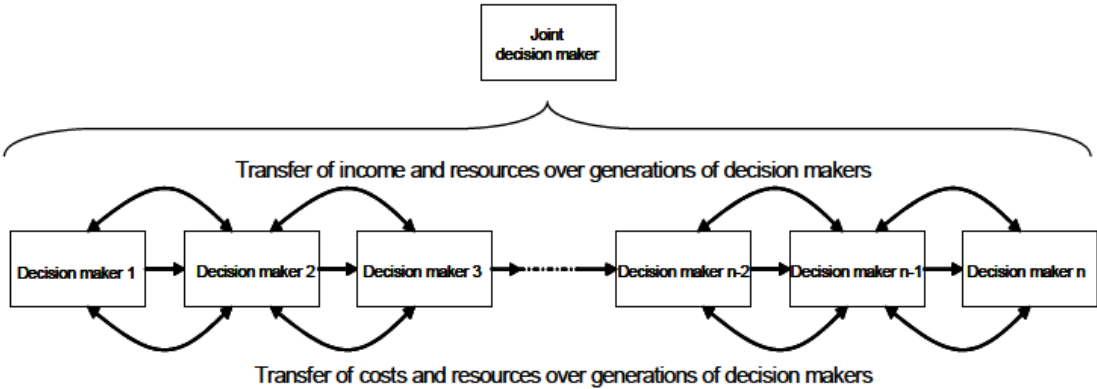 Joint
decision maker
Transfer of income and resources over generations of decision makers
Decision maker 1
Decision maker 2
Decision maker 3
Decision maker n-2
Decision maker n-1
Decision maker n
Transfer of costs and resources over generations of decision makers